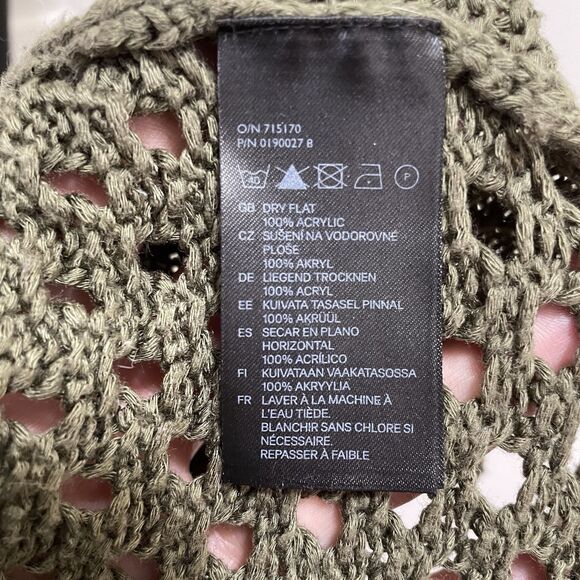 O/N 715170
P/N 0190027 B
P
GB DRY FLAT
100% ACRYLIC
CZ SUŠENÍ NA VODOROVNÉ
PLOŠE
100% AKRYL
DE LIEGEND TROCKNEN
100% ACRYL
EE KUIVATA TASASEL PINNAL
100% AKRÜÜL
ES SECAR EN PLANO
HORIZONTAL
100% ACRÍLICO
FI KUIVATAAN VAAKATASOSSA
100% AKRYYLIA
FR LAVER À LA MACHINE À
L'EAU TIÈDE.
BLANCHIR SANS CHLORE SI
NÉCESSAIRE.
REPASSER À FAIBLE